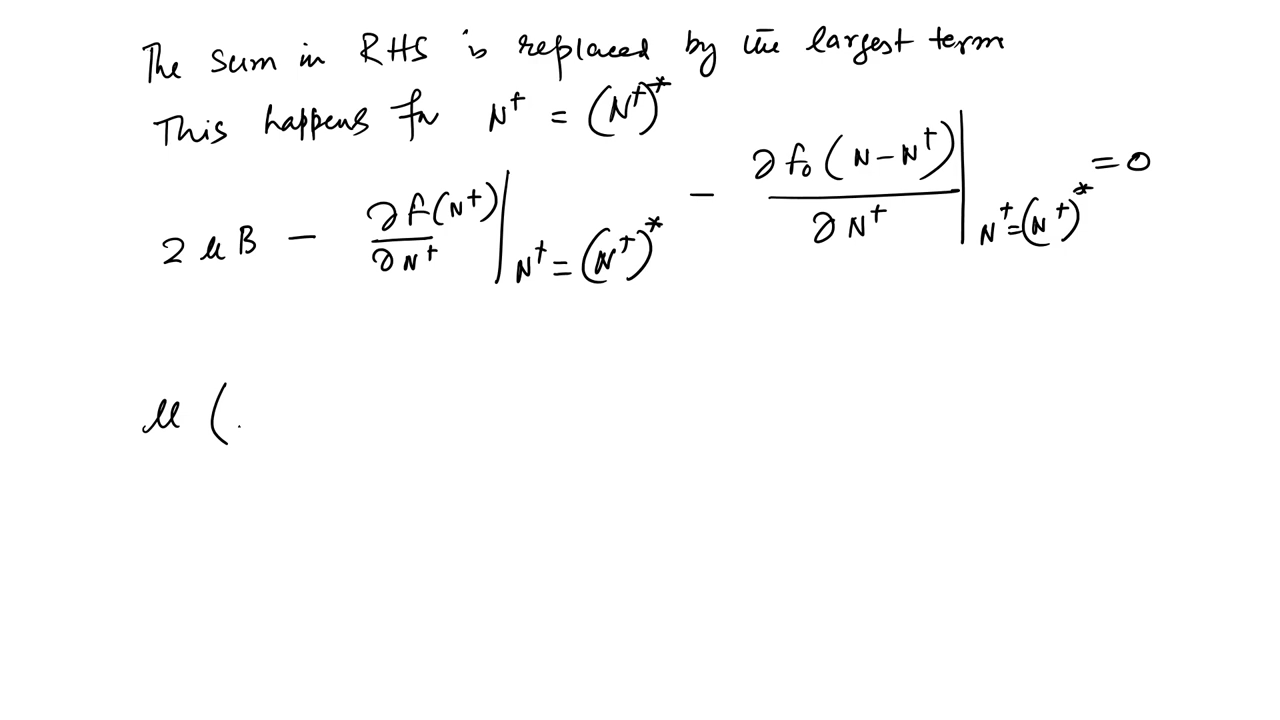 The sum in RHS is replaced by the largest term
This happens for N⁺ = (N⁺)*
2μB − ∂f(N⁺)/∂N⁺ |_{N⁺=(N⁺)*} − ∂f₀(N−N⁺)/∂N⁺ |_{N⁺=(N⁺)*} = 0
μ (